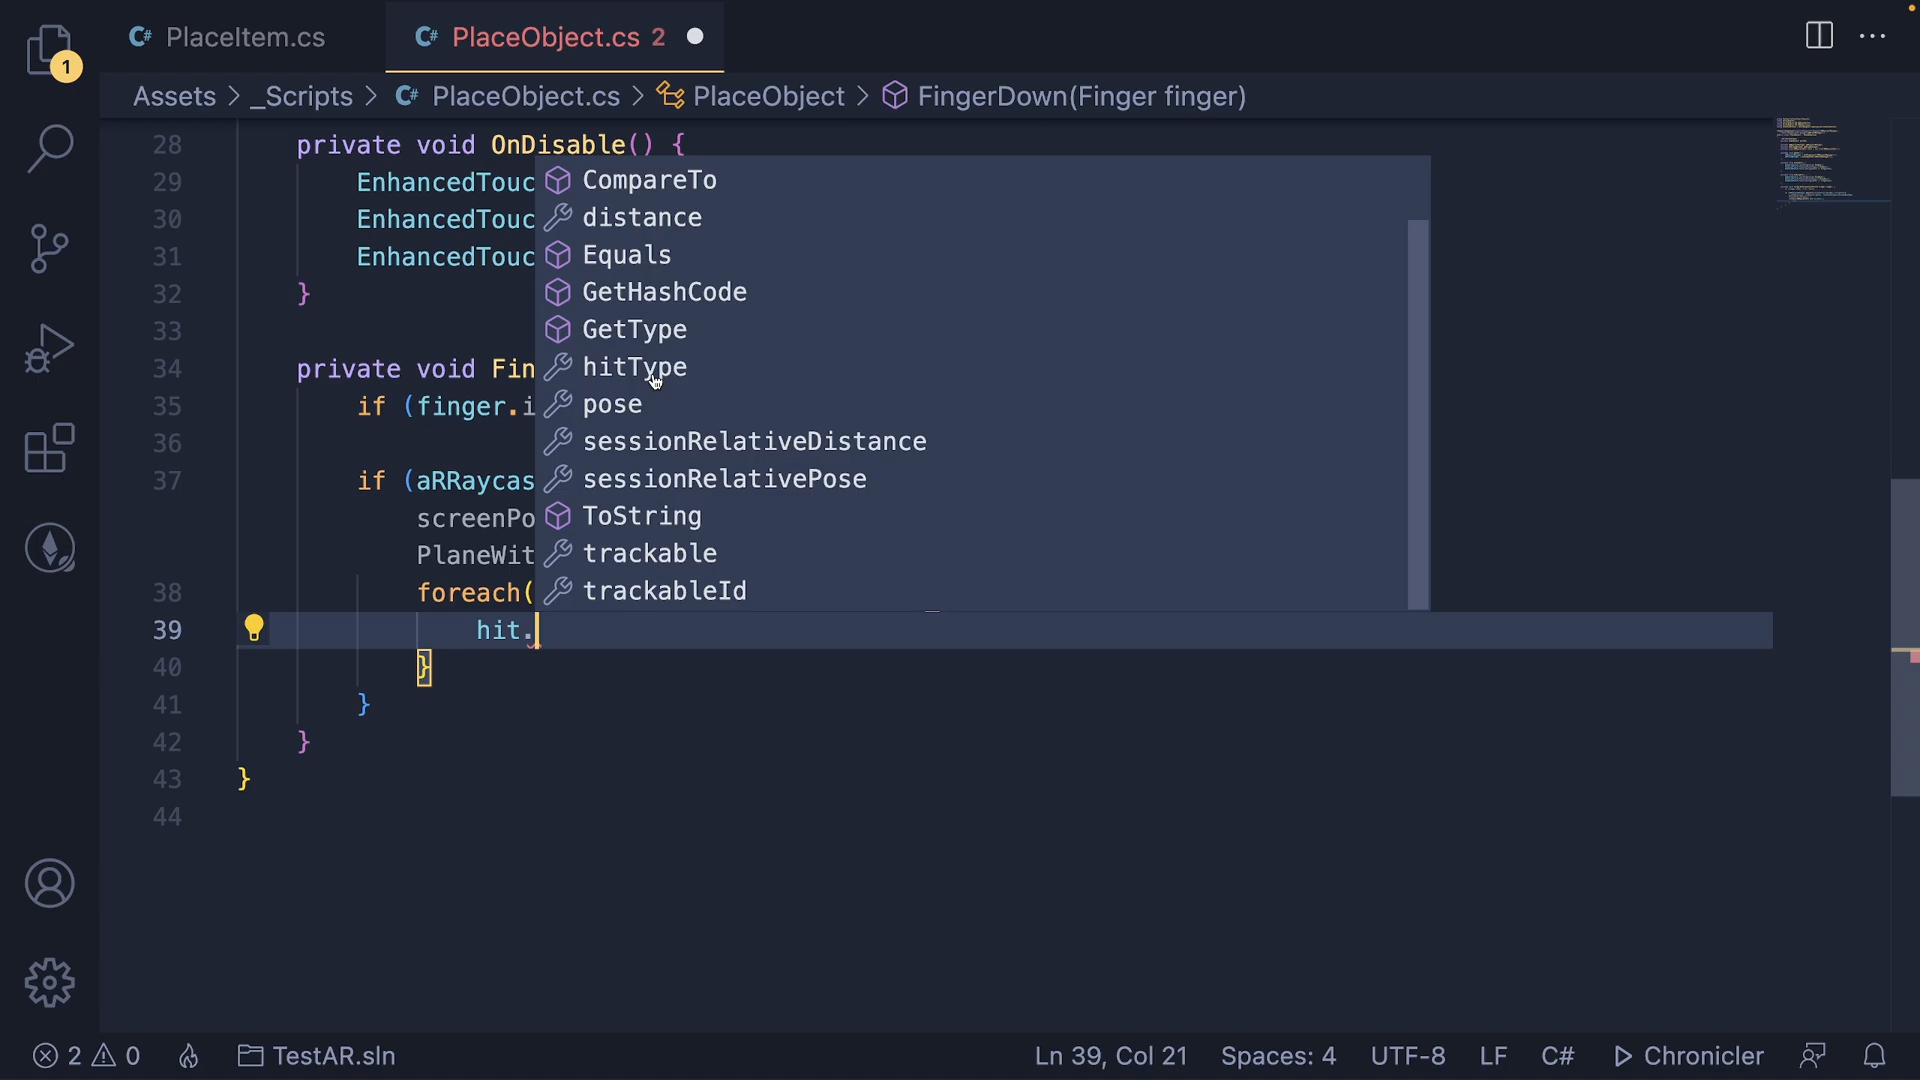 1
C# PlaceItem.cs
C# PlaceObject.cs 2
Assets > _Scripts > C# PlaceObject.cs > PlaceObject > FingerDown(Finger finger)
28 private void OnDisable() {
29 EnhancedTouc
30 EnhancedTouc
31 EnhancedTouc
32 }
33
34 private void Fin
35 if (finger.i
36
37 if (aRRaycas
screenPo
PlaneWit
38 foreach(
39 hit.
40 }
41 }
42 }
43 }
44
CompareTo
distance
Equals
GetHashCode
GetType
hitType
pose
sessionRelativeDistance
sessionRelativePose
ToString
trackable
trackableId
2 0 TestAR.sln Ln 39, Col 21 Spaces: 4 UTF-8 LF C# Chronicler